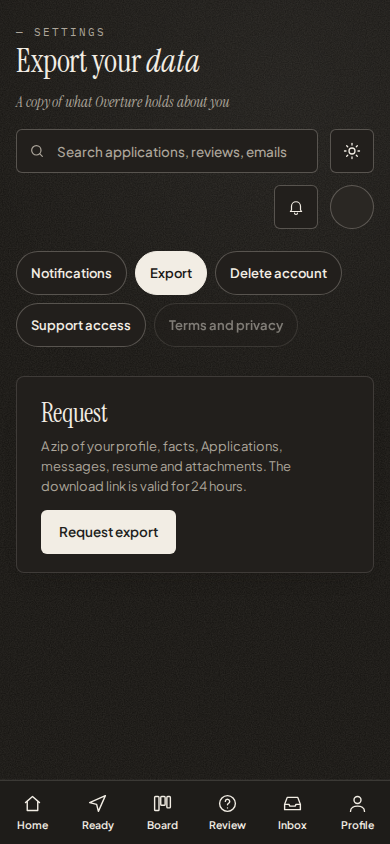 — SETTINGS
Export your data
A copy of what Overture holds about you
Search applications, reviews, emails
Notifications
Export
Delete account
Support access
Terms and privacy
Request
A zip of your profile, facts, Applications,
messages, resume and attachments. The
download link is valid for 24 hours.
Request export
Home
Ready
Board
Review
Inbox
Profile